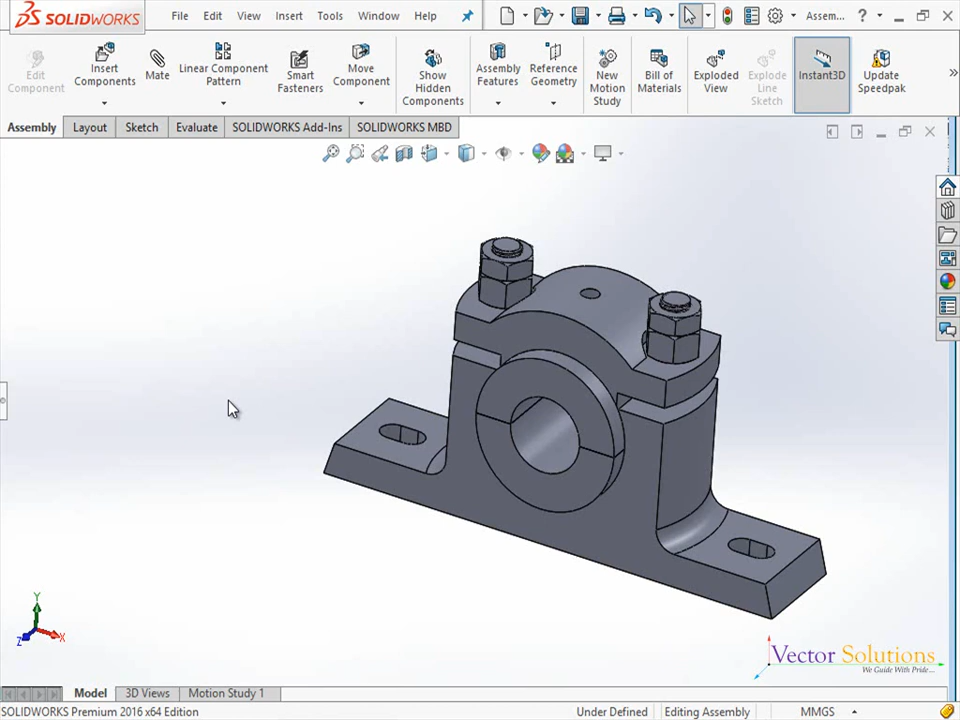 SOLIDWORKS
File Edit View Insert Tools Window Help
Assem... ?
Edit Component
Insert Components
Mate
Linear Component Pattern
Smart Fasteners
Move Component
Show Hidden Components
Assembly Features
Reference Geometry
New Motion Study
Bill of Materials
Exploded View
Explode Line Sketch
Instant3D
Update Speedpak
Assembly Layout Sketch Evaluate SOLIDWORKS Add-Ins SOLIDWORKS MBD
Y
X
Z
Vector Solutions
We Guide With Pride...
Model 3D Views Motion Study 1
SOLIDWORKS Premium 2016 x64 Edition Under Defined Editing Assembly MMGS